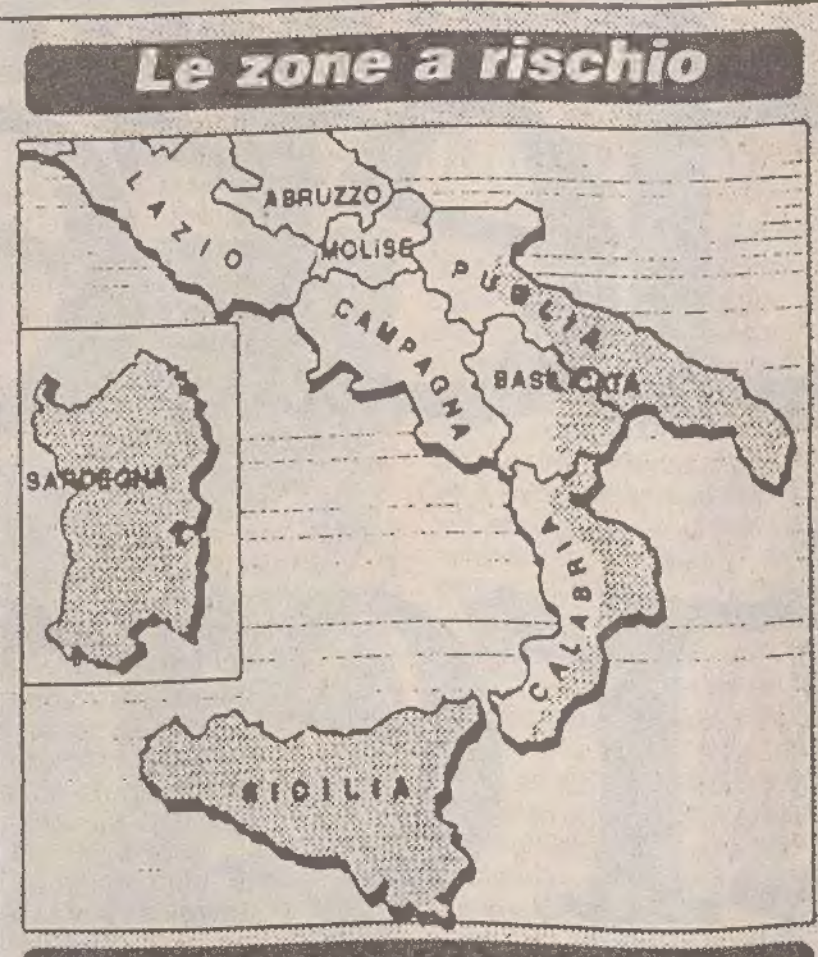 Le zone a rischio
LAZIO
ABRUZZO
MOLISE
PUGLIA
CAMPAGNA
BASILICATA
SARDEGNA
CALABRIA
SICILIA